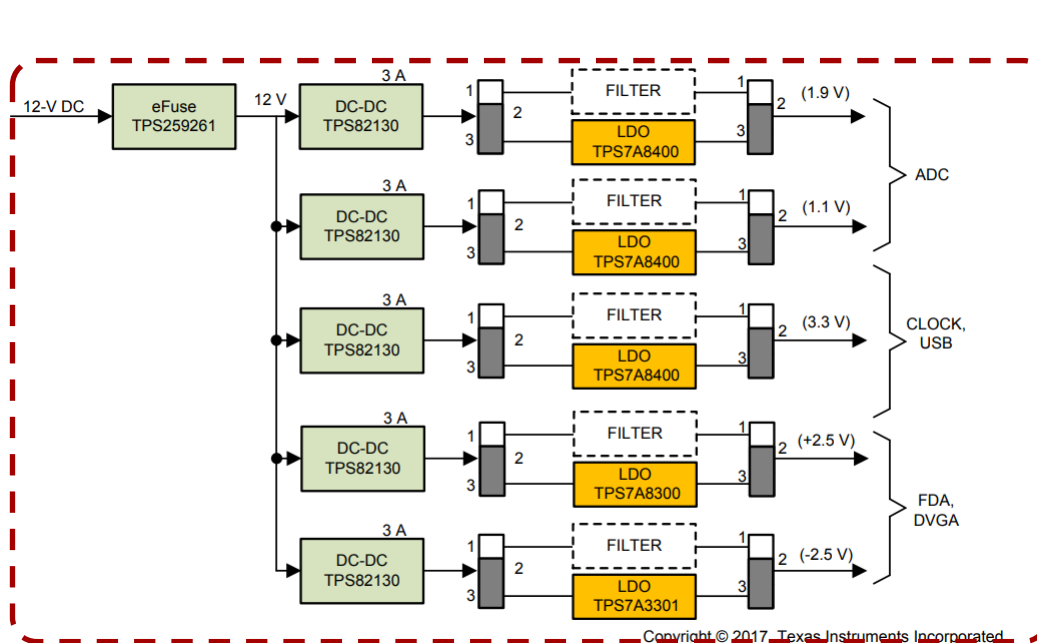 12-V DC
eFuse
TPS259261
12 V
3 A
DC-DC
TPS82130
1
2
3
FILTER
LDO
TPS7A8400
1
2
3
(1.9 V)
3 A
DC-DC
TPS82130
1
2
3
FILTER
LDO
TPS7A8400
1
2
3
(1.1 V)
ADC
3 A
DC-DC
TPS82130
1
2
3
FILTER
LDO
TPS7A8400
1
2
3
(3.3 V)
CLOCK,
USB
3 A
DC-DC
TPS82130
1
2
3
FILTER
LDO
TPS7A8300
1
2
3
(+2.5 V)
3 A
DC-DC
TPS82130
1
2
3
FILTER
LDO
TPS7A3301
1
2
3
(-2.5 V)
FDA,
DVGA
Copyright © 2017, Texas Instruments Incorporated